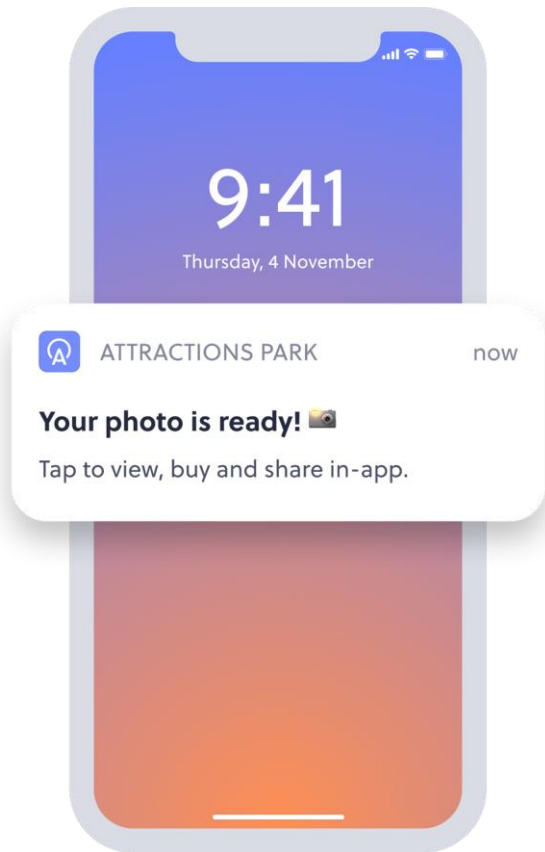 9:41
Thursday, 4 November
ATTRACTIONS PARK now
Your photo is ready! 📷
Tap to view, buy and share in-app.